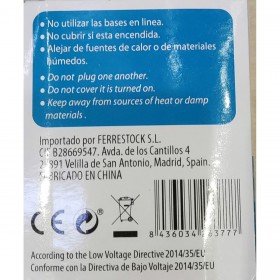 • No utilizar las bases en linea.
• No cubrir si esta encendida.
• Alejar de fuentes de calor o de materiales
húmedos.
• Do not plug one another.
• Do not cover it is turned on.
• Keep away from sources of heat or damp
materials .
Importado por FERRESTOCK S.L.
B28669547. Avda. de los Cantillos 4
Velilla de San Antonio, Madrid, Spain.
FABRICADO EN CHINA
CE
8 436034
According to the Low Voltage Directive 2014/35/EU
Conforme con la Directiva de Bajo Voltaje 2014/35/EU